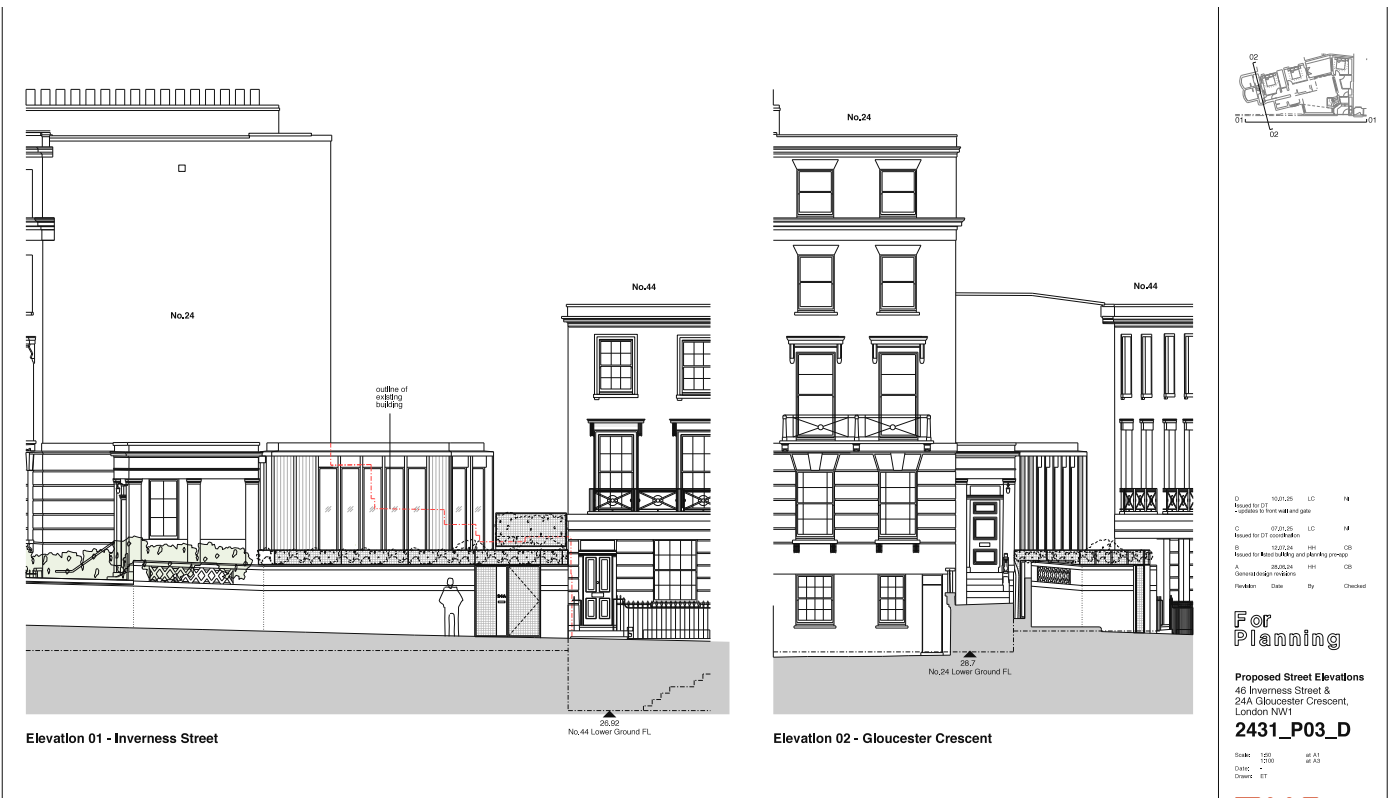 No.24
No.44
outline of
existing
building
24A
26.92
No.44 Lower Ground FL
Elevation 01 - Inverness Street
No.24
No.44
28.7
No.24 Lower Ground FL
Elevation 02 - Gloucester Crescent
02
01 01
02
D 10.01.25 LC NI
Issued for DT
- updates to front wall and gate
C 07.01.25 LC NI
Issued for DT coordination
B 12.07.24 HH CB
Issued for listed building and planning pre-app
A 28.06.24 HH CB
General design revisions
Revision Date By Checked
For
Planning
Proposed Street Elevations
46 Inverness Street &
24A Gloucester Crescent,
London NW1
2431_P03_D
Scale: 1:50 at A1
1:100 at A3
Date: -
Drawn: ET